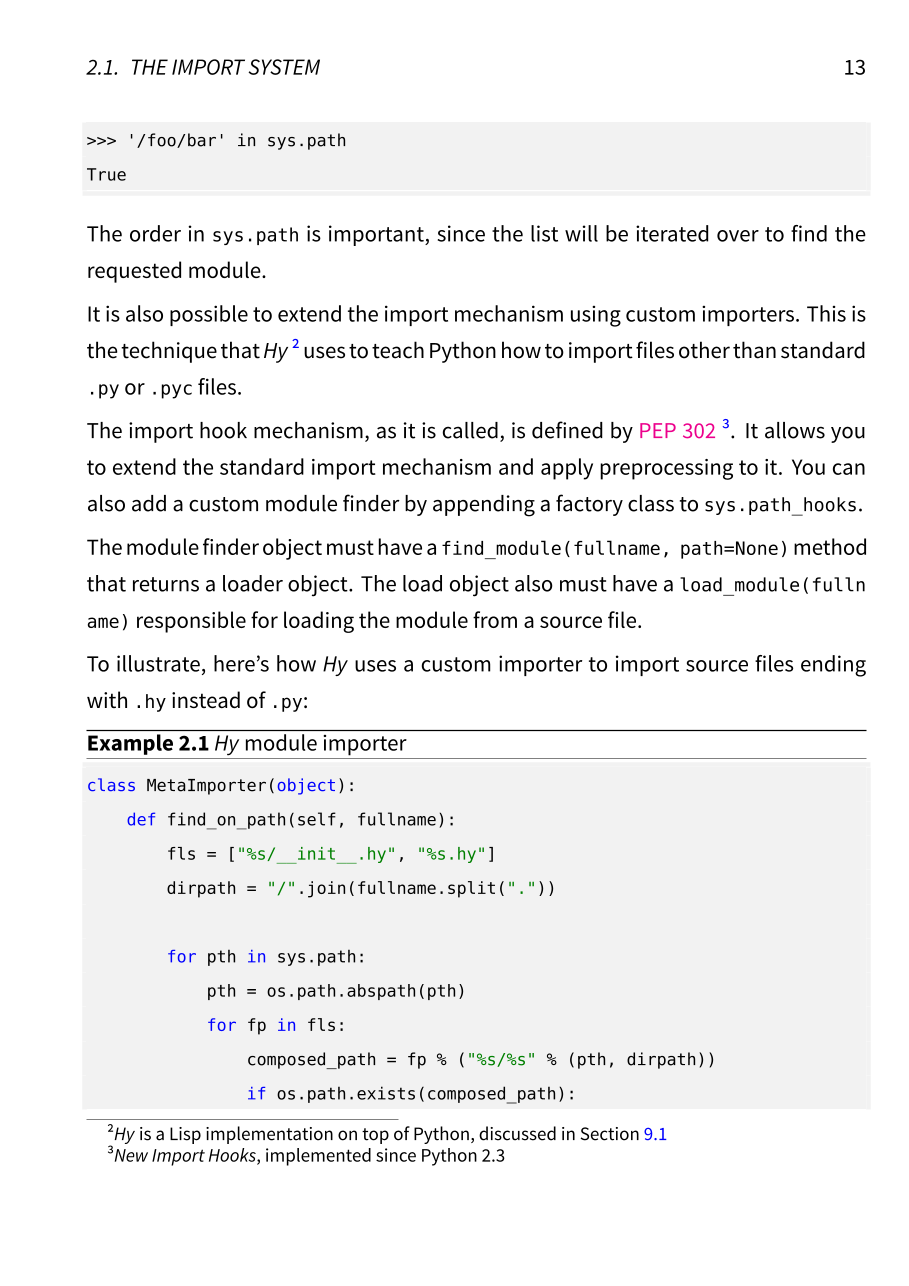 2.1. THE IMPORT SYSTEM 13
>>> '/foo/bar' in sys.path
True
The order in sys.path is important, since the list will be iterated over to find the
requested module.
It is also possible to extend the import mechanism using custom importers. This is
the technique that Hy 2 uses to teach Python how to import files other than standard
.py or .pyc files.
The import hook mechanism, as it is called, is defined by PEP 302 3. It allows you
to extend the standard import mechanism and apply preprocessing to it. You can
also add a custom module finder by appending a factory class to sys.path_hooks.
The module finder object must have a find_module(fullname, path=None) method
that returns a loader object. The load object also must have a load_module(fulln
ame) responsible for loading the module from a source file.
To illustrate, here's how Hy uses a custom importer to import source files ending
with .hy instead of .py:
Example 2.1 Hy module importer
class MetaImporter(object):
    def find_on_path(self, fullname):
        fls = ["%s/__init__.hy", "%s.hy"]
        dirpath = "/".join(fullname.split("."))
        for pth in sys.path:
            pth = os.path.abspath(pth)
            for fp in fls:
                composed_path = fp % ("%s/%s" % (pth, dirpath))
                if os.path.exists(composed_path):
2Hy is a Lisp implementation on top of Python, discussed in Section 9.1
3New Import Hooks, implemented since Python 2.3